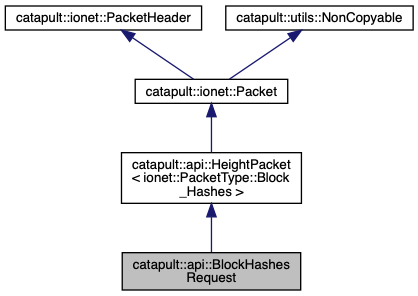 catapult::ionet::PacketHeader
catapult::utils::NonCopyable
catapult::ionet::Packet
catapult::api::HeightPacket
< ionet::PacketType::Block
_Hashes >
catapult::api::BlockHashes
Request